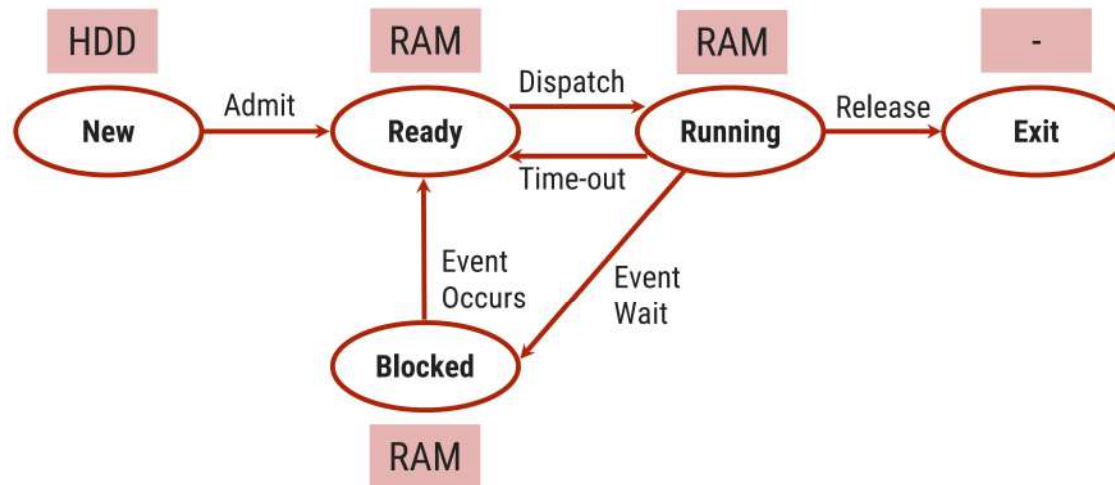 HDD
RAM
RAM
-
Dispatch
Admit
Release
New
Ready
Running
Exit
Time-out
Event
Occurs
Event
Wait
Blocked
RAM